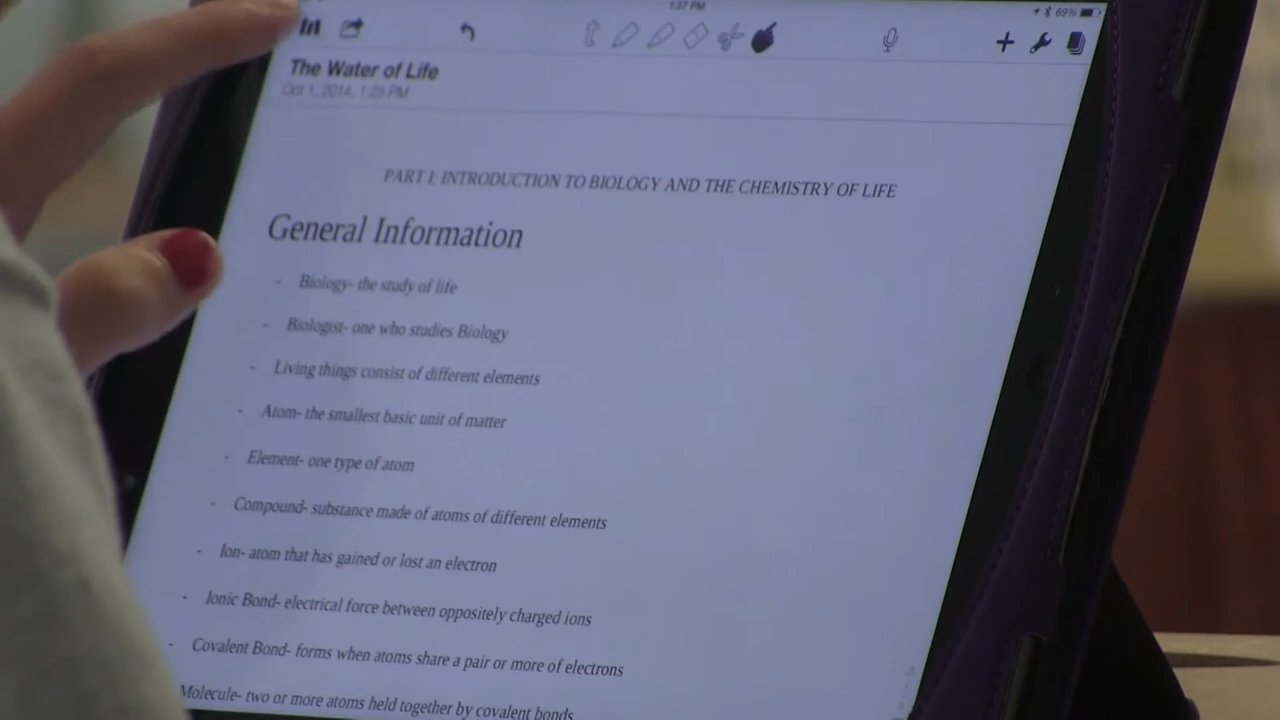 1:37 PM
69%
The Water of Life
Oct 1, 2014, 1:25 PM
PART I: INTRODUCTION TO BIOLOGY AND THE CHEMISTRY OF LIFE
General Information
- Biology- the study of life
- Biologist- one who studies Biology
- Living things consist of different elements
- Atom- the smallest basic unit of matter
- Element- one type of atom
- Compound- substance made of atoms of different elements
- Ion- atom that has gained or lost an electron
- Ionic Bond- electrical force between oppositely charged ions
- Covalent Bond- forms when atoms share a pair or more of electrons
Molecule- two or more atoms held together by covalent bonds